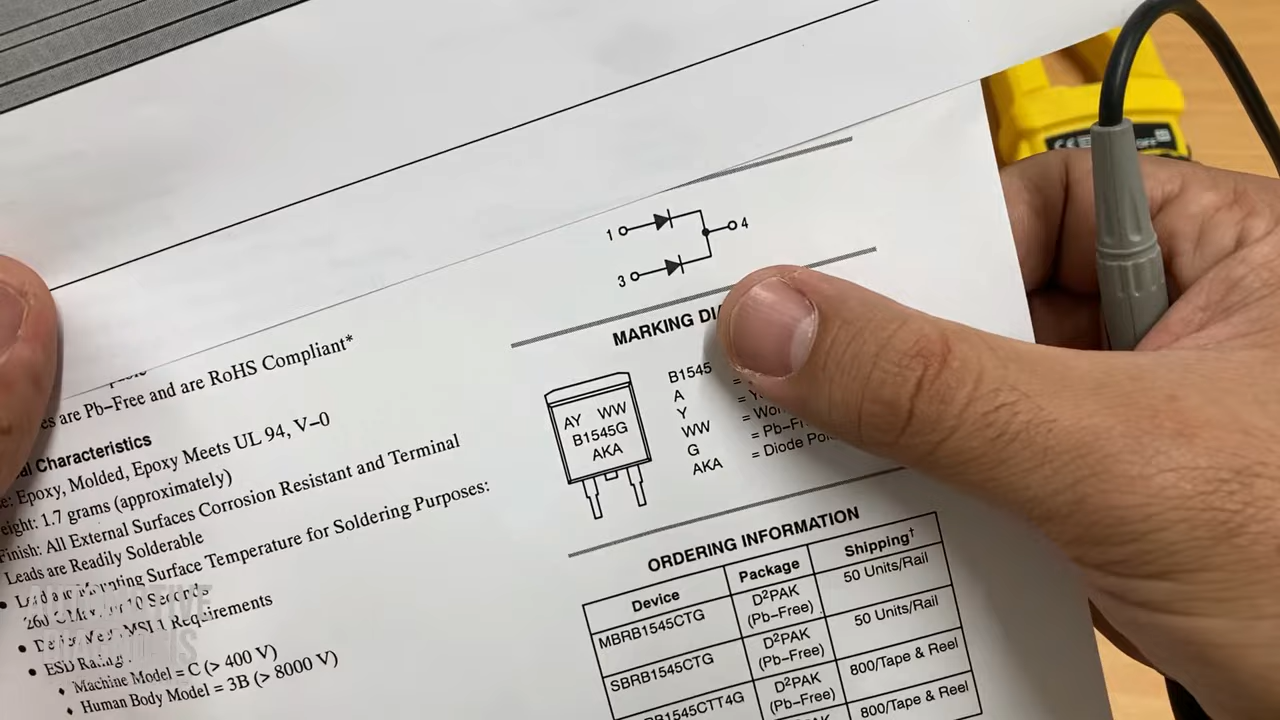 1
4
3
es are Pb–Free and are RoHS Compliant*
al Characteristics
e: Epoxy, Molded, Epoxy Meets UL 94, V–0
eight: 1.7 grams (approximately)
Finish: All External Surfaces Corrosion Resistant and Terminal
Leads are Readily Solderable
Mounting Surface Temperature for Soldering Purposes:
Requirements
• ESD Rating:
♦ Machine Model = C (> 400 V)
♦ Human Body Model = 3B (> 8000 V)
MARKING DI
AY WW
B1545G
AKA
B1545
A =
Y = Y
WW = Wor
G = Pb–Fr
AKA = Diode Pol
ORDERING INFORMATION
Device Package Shipping†
MBRB1545CTG D²PAK (Pb–Free) 50 Units/Rail
SBRB1545CTG D²PAK (Pb–Free) 50 Units/Rail
RB1545CTT4G D²PAK (Pb–Free) 800/Tape & Reel
800/Tape & Reel